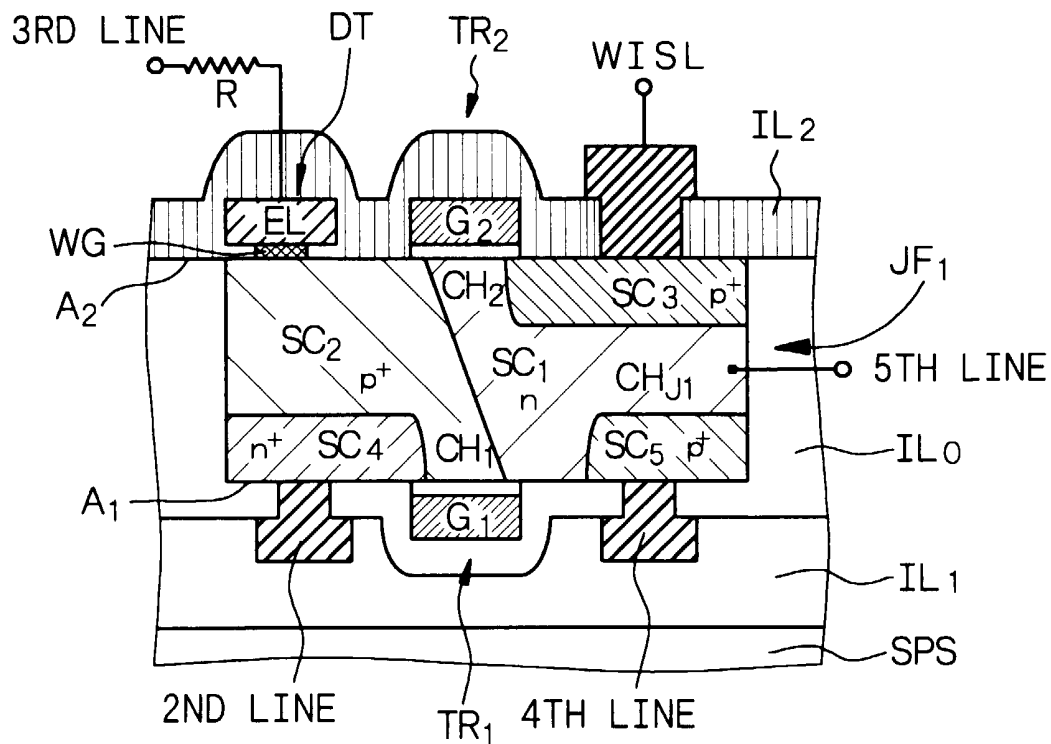 3RD LINE
DT
TR2
WISL
R
IL2
EL
G2
WG
A2
CH2
SC3 p+
JF1
SC2
p+
SC1
n
CHJ1
5TH LINE
n+ SC4
CH1
SC5 p+
IL0
A1
G1
IL1
SPS
2ND LINE
TR1
4TH LINE